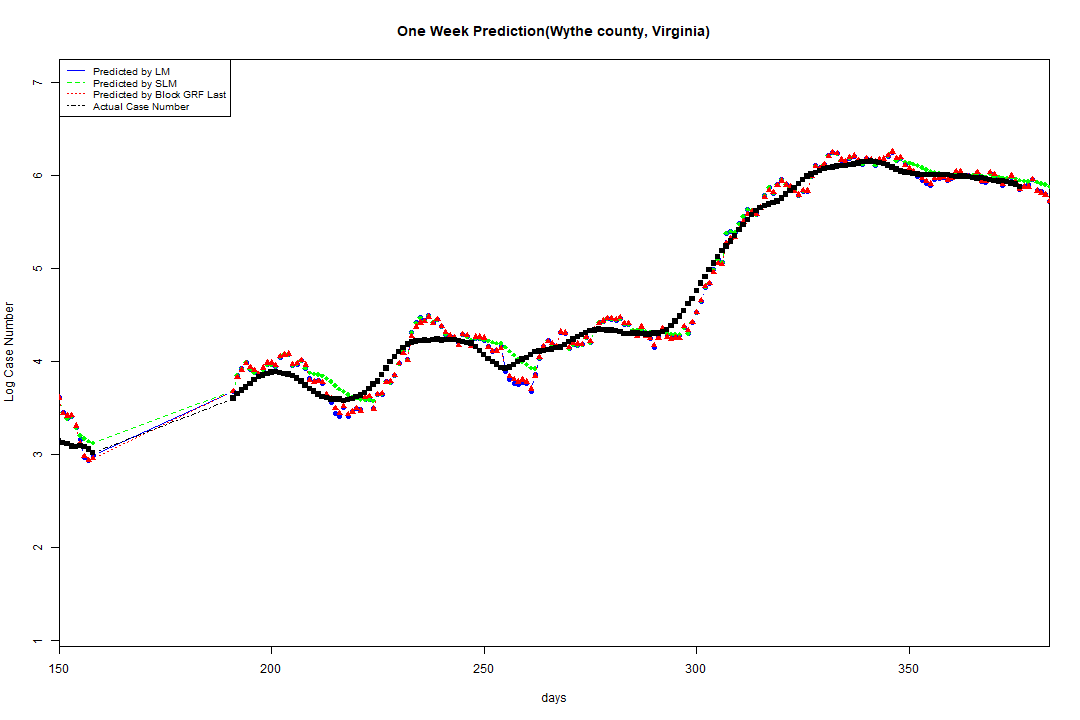 One Week Prediction(Wythe county, Virginia)
Predicted by LM
Predicted by SLM
Predicted by Block GRF Last
Actual Case Number
7
6
5
4
3
2
1
Log Case Number
150 200 250 300 350
days